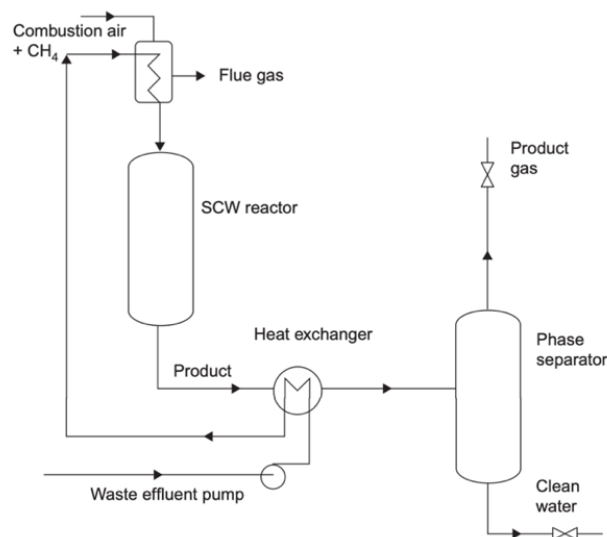 Combustion air
+ CH₄
Flue gas
SCW reactor
Product
gas
Heat exchanger
Phase
separator
Product
Waste effluent pump
Clean
water